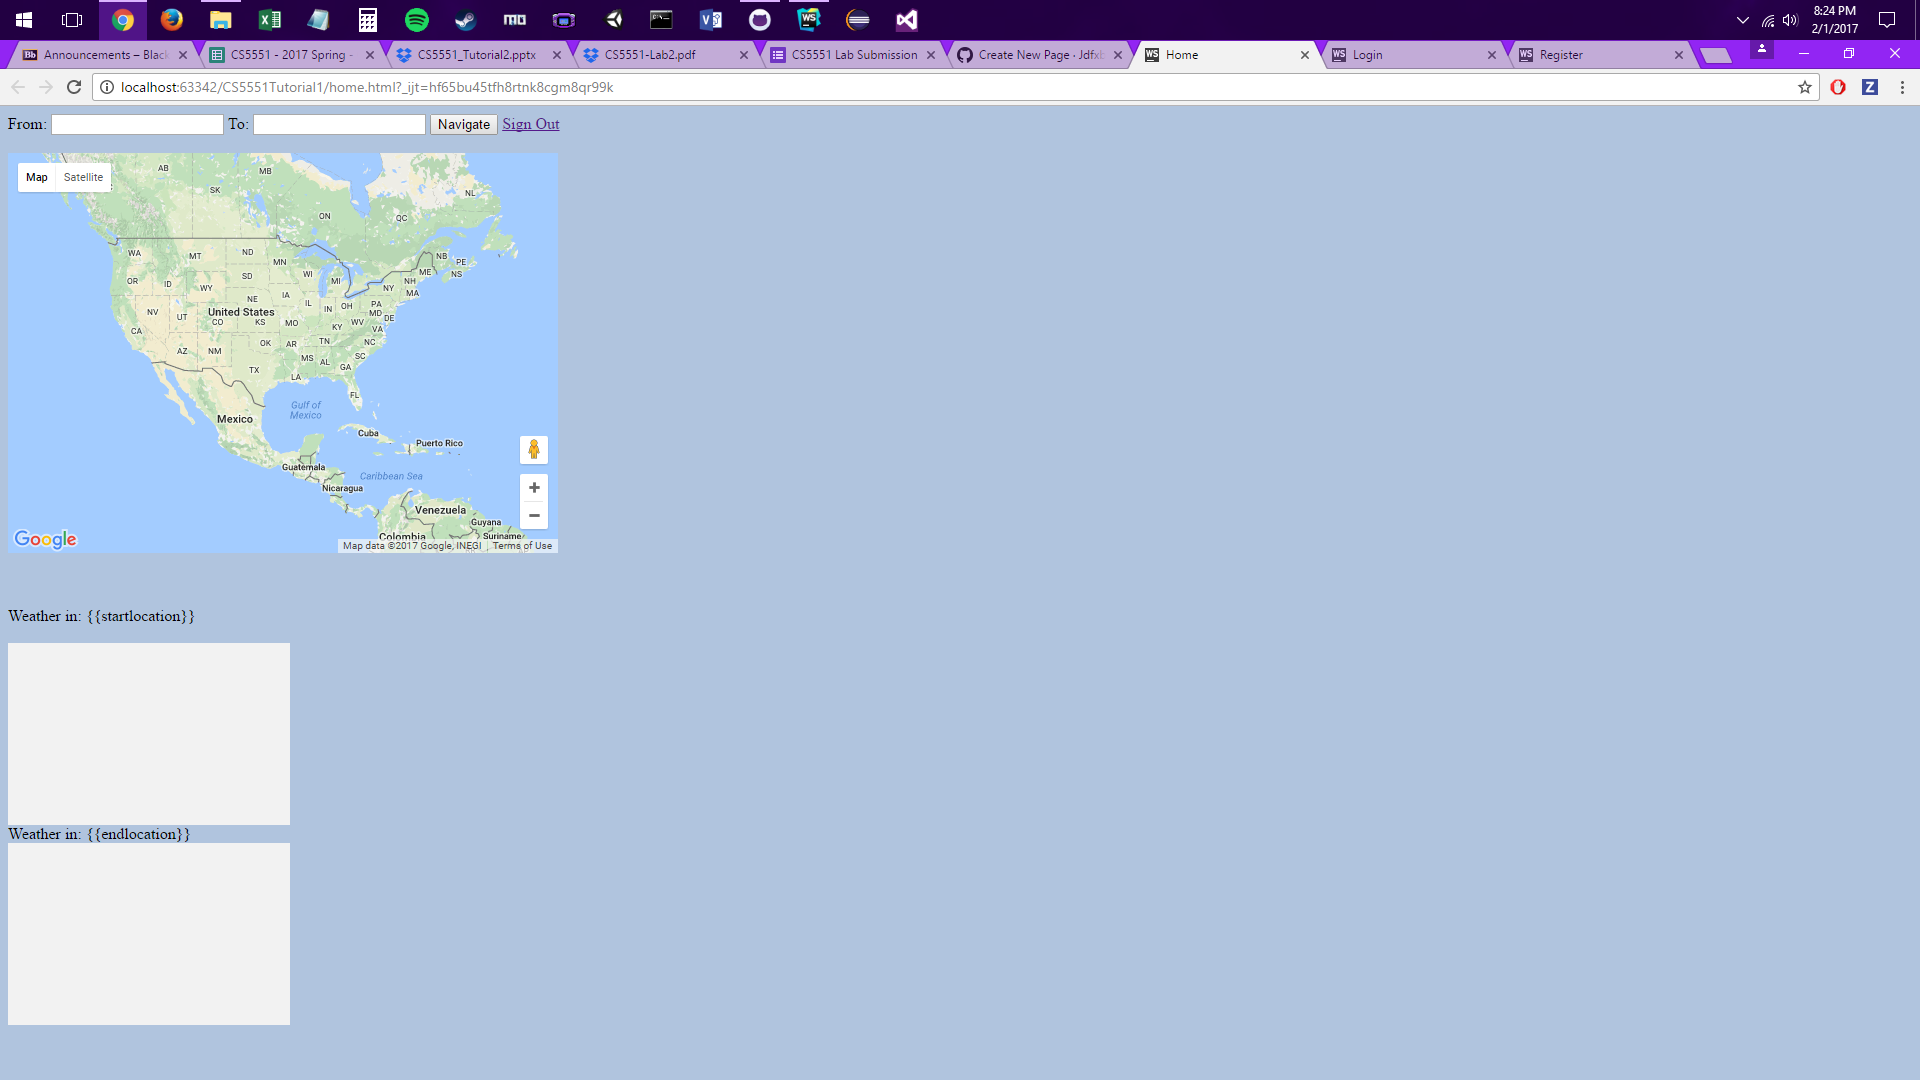 8:24 PM
2/1/2017
Announcements – Black
CS5551 - 2017 Spring -
CS5551_Tutorial2.pptx
CS5551-Lab2.pdf
CS5551 Lab Submission
Create New Page · Jdfxb
Home
Login
Register
localhost:63342/CS5551Tutorial1/home.html?_ijt=hf65bu45tfh8rtnk8cgm8qr99k
From: To: Navigate Sign Out
Map Satellite
AB
MB
SK
NL
ON
QC
WA
MT
ND
MN
NB
PE
OR
ID
WY
SD
WI
MI
ME
NS
NH
NY
MA
NE
IA
IL
IN
OH
PA
NV
UT
United States
MD
DE
CO
KS
MO
KY
WV
VA
CA
OK
AR
TN
NC
AZ
NM
MS
AL
SC
GA
TX
LA
FL
Gulf of
Mexico
Mexico
Cuba
Puerto Rico
Guatemala
Caribbean Sea
Nicaragua
Venezuela
Guyana
Colombia
Suriname
Google
Map data ©2017 Google, INEGI Terms of Use
Weather in: {{startlocation}}
Weather in: {{endlocation}}